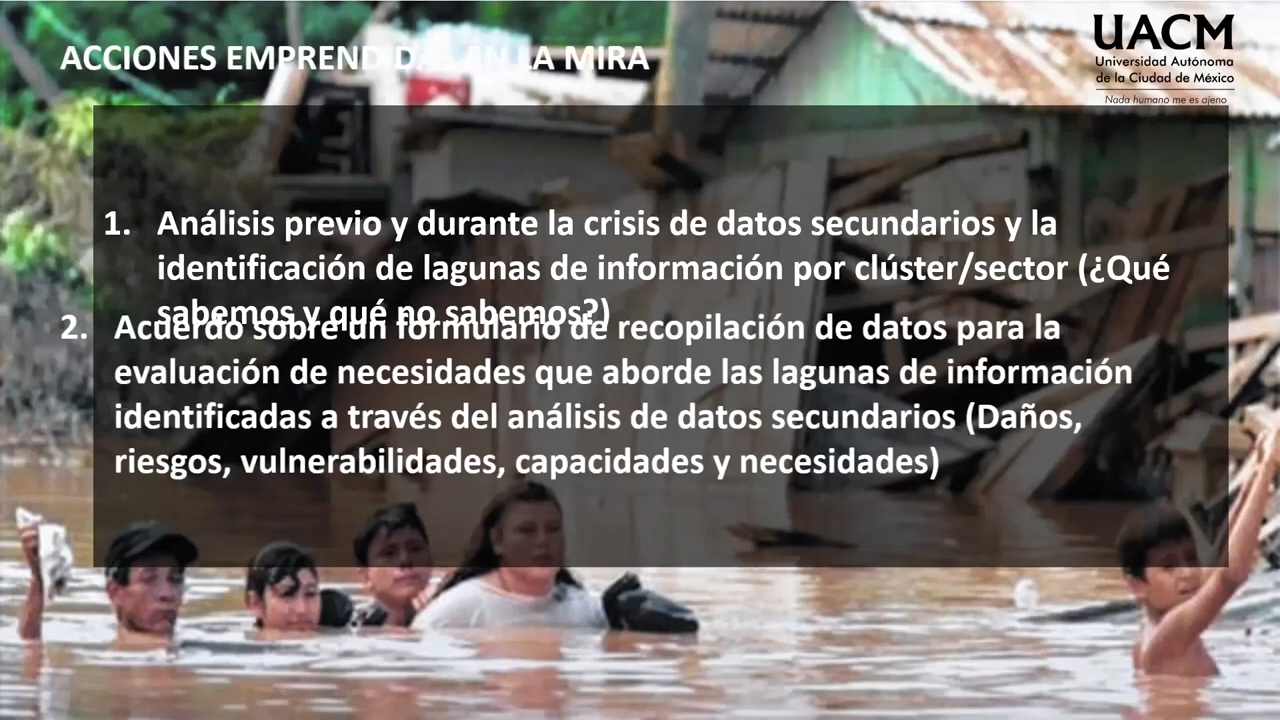 ACCIONES EMPRENDIDAS EN LA MIRA
UACM
Universidad Autónoma
de la Ciudad de México
Nada humano me es ajeno
1. Análisis previo y durante la crisis de datos secundarios y la
identificación de lagunas de información por clúster/sector (¿Qué
sabemos y qué no sabemos?)
2. Acuerdo sobre un formulario de recopilación de datos para la
evaluación de necesidades que aborde las lagunas de información
identificadas a través del análisis de datos secundarios (Daños,
riesgos, vulnerabilidades, capacidades y necesidades)